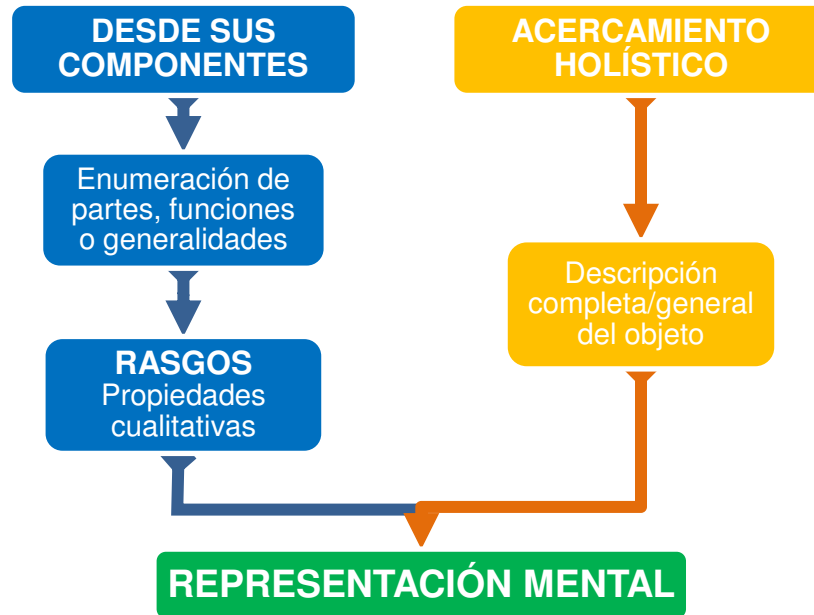 DESDE SUS
COMPONENTES
Enumeración de
partes, funciones
o generalidades
RASGOS
Propiedades
cualitativas
ACERCAMIENTO
HOLÍSTICO
Descripción
completa/general
del objeto
REPRESENTACIÓN MENTAL